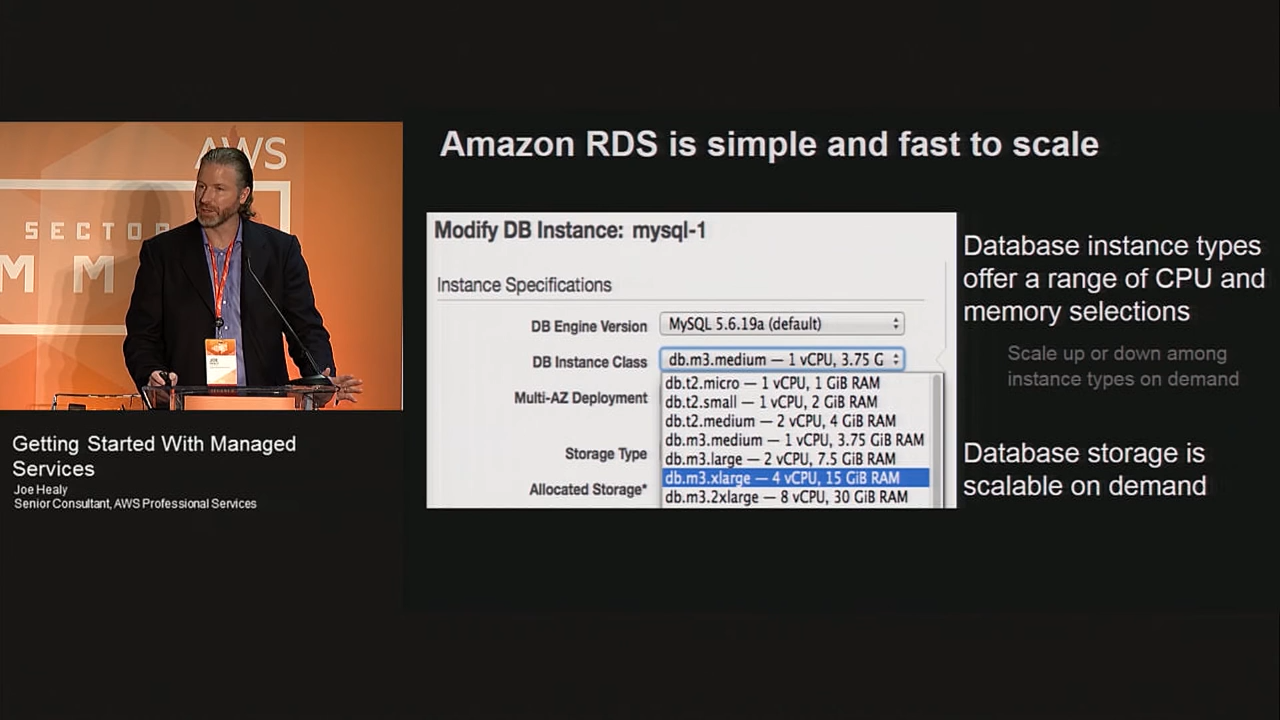 AWS
SECTOR
M M
Getting Started With Managed
Services
Joe Healy
Senior Consultant, AWS Professional Services
Amazon RDS is simple and fast to scale
Modify DB Instance: mysql-1
Instance Specifications
DB Engine Version
MySQL 5.6.19a (default)
DB Instance Class
db.m3.medium — 1 vCPU, 3.75 G
db.t2.micro — 1 vCPU, 1 GiB RAM
db.t2.small — 1 vCPU, 2 GiB RAM
Multi-AZ Deployment
db.t2.medium — 2 vCPU, 4 GiB RAM
db.m3.medium — 1 vCPU, 3.75 GiB RAM
Storage Type
db.m3.large — 2 vCPU, 7.5 GiB RAM
db.m3.xlarge — 4 vCPU, 15 GiB RAM
Allocated Storage*
db.m3.2xlarge — 8 vCPU, 30 GiB RAM
Database instance types
offer a range of CPU and
memory selections
Scale up or down among
instance types on demand
Database storage is
scalable on demand